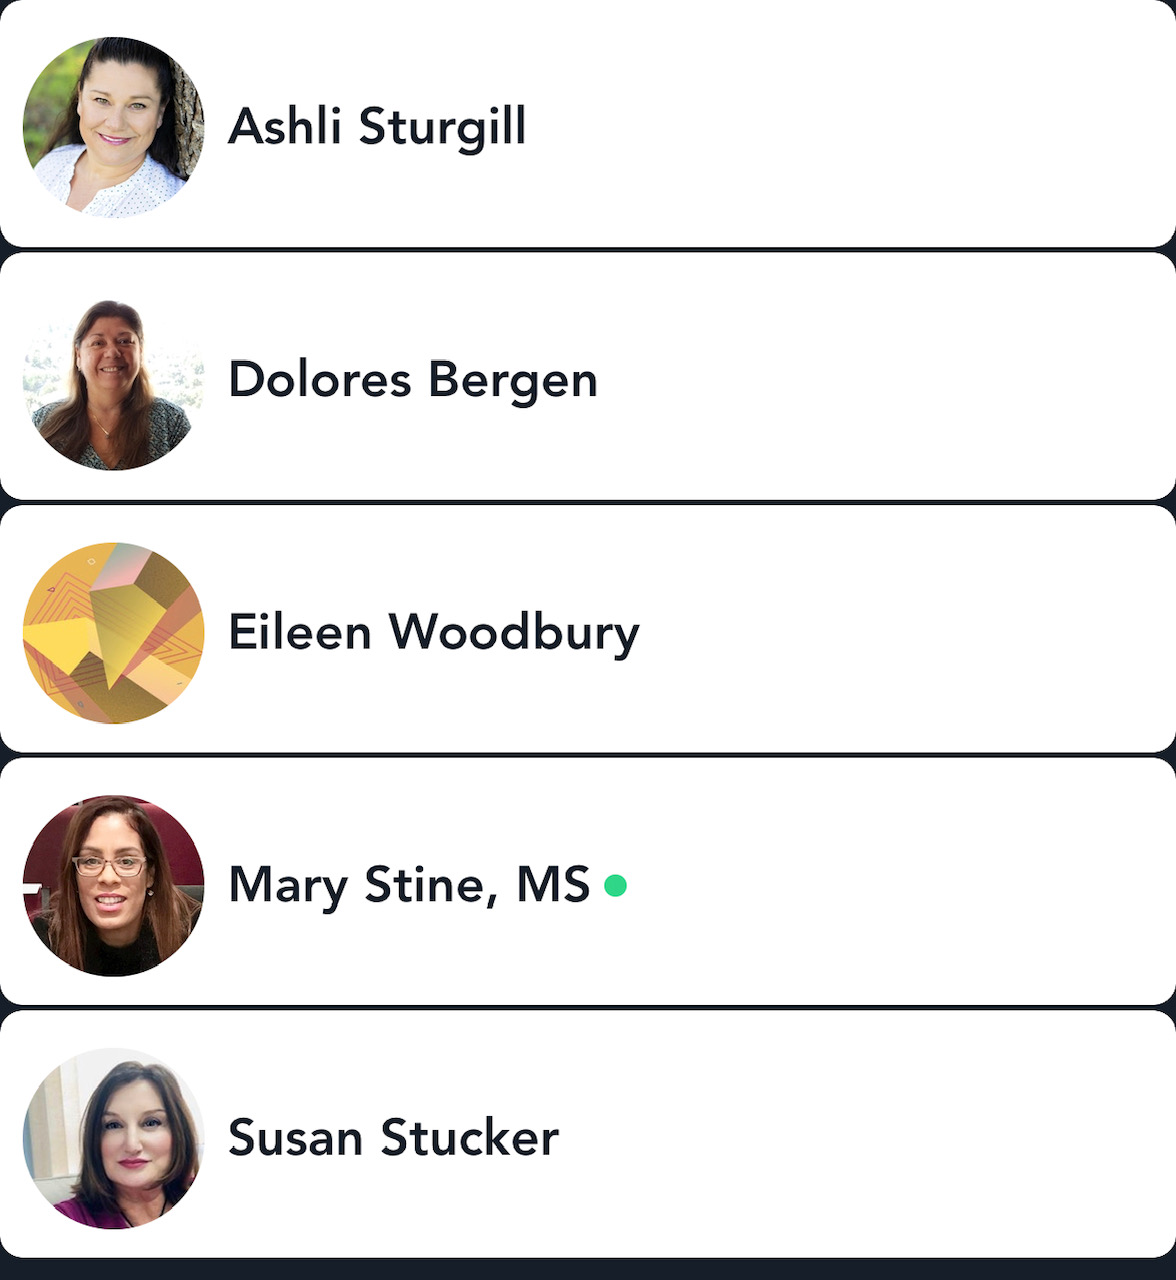 Ashli Sturgill
Dolores Bergen
Eileen Woodbury
Mary Stine, MS
Susan Stucker